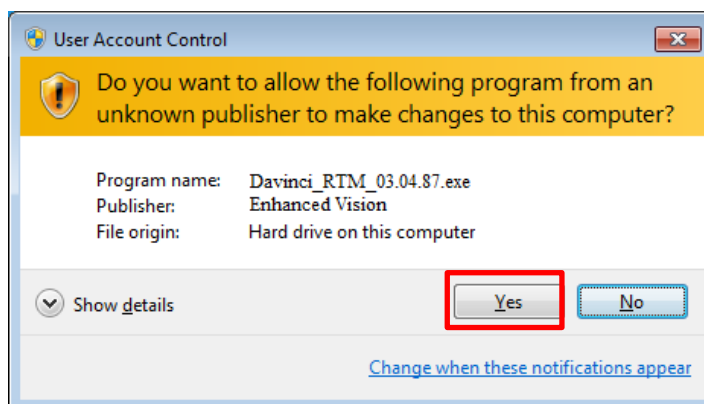 User Account Control
Do you want to allow the following program from an
unknown publisher to make changes to this computer?
Program name: Davinci_RTM_03.04.87.exe
Publisher: Enhanced Vision
File origin: Hard drive on this computer
Show details Yes No
Change when these notifications appear